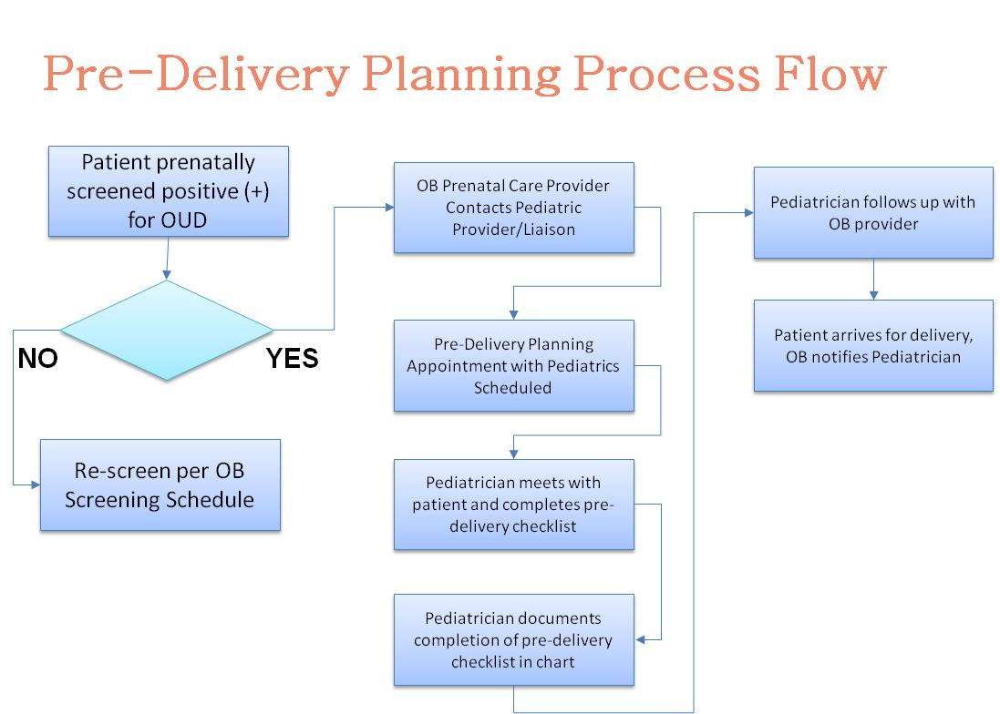 Pre-Delivery Planning Process Flow
Patient prenatally
screened positive (+)
for OUD
NO
YES
Re-screen per OB
Screening Schedule
OB Prenatal Care Provider
Contacts Pediatric
Provider/Liaison
Pre-Delivery Planning
Appointment with Pediatrics
Scheduled
Pediatrician meets with
patient and completes pre-
delivery checklist
Pediatrician documents
completion of pre-delivery
checklist in chart
Pediatrician follows up with
OB provider
Patient arrives for delivery,
OB notifies Pediatrician